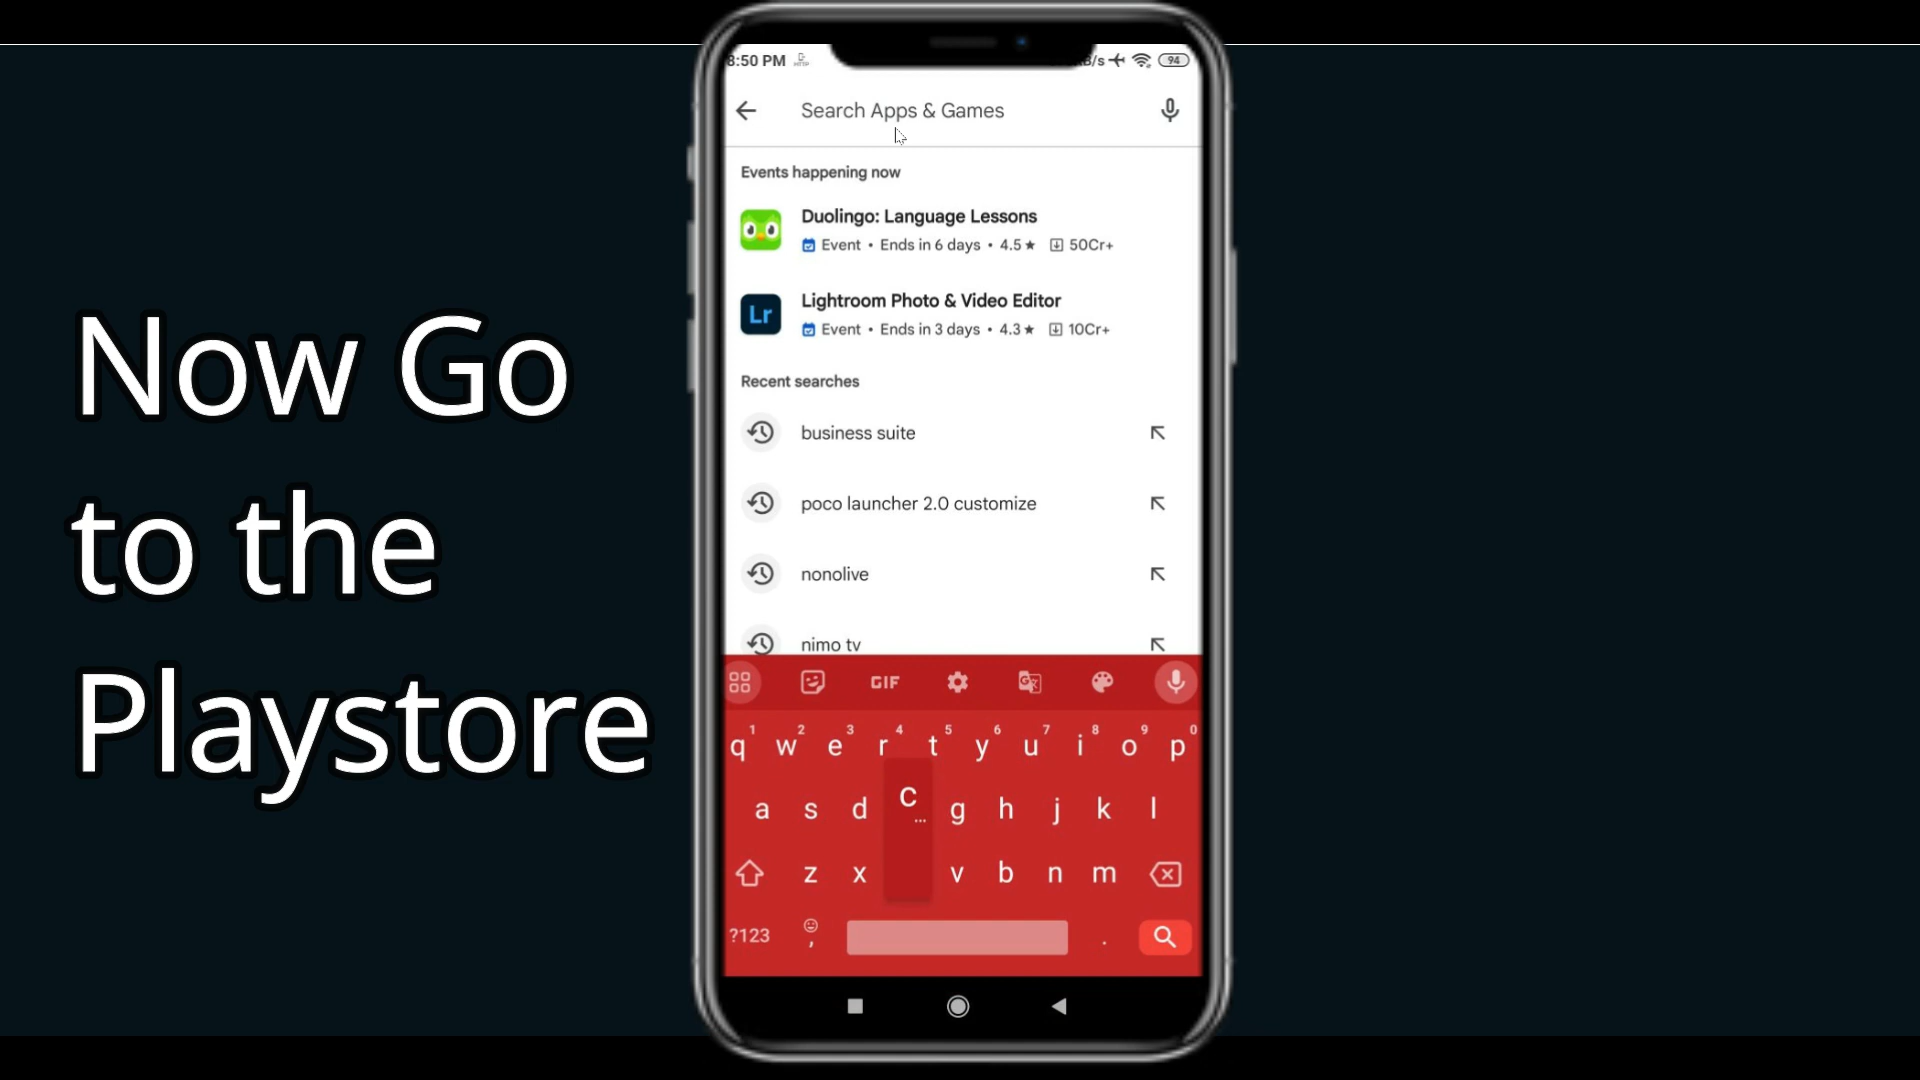 8:50 PM
B/s 94
Search Apps & Games
Events happening now
Duolingo: Language Lessons
Event • Ends in 6 days • 4.5 ★ 50Cr+
Lr
Lightroom Photo & Video Editor
Event • Ends in 3 days • 4.3 ★ 10Cr+
Recent searches
business suite
poco launcher 2.0 customize
nonolive
nimo tv
Now Go
to the
Playstore
GIF
1 2 3 4 5 6 7 8 9 0
q w e r t y u i o p
a s d c... g h j k l
z x v b n m
?123 , .